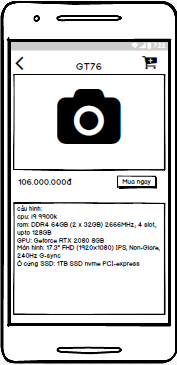 7:22
GT76
106.000.000đ
Mua ngay
cấu hình:
cpu: i9 9900k
ram: DDR4 64GB (2 x 32GB) 2666MHz, 4 slot,
upto 128GB
GPU: Geforce RTX 2080 8GB
Màn hình: 17.3" FHD (1920x1080) IPS, Non-Glare,
240Hz G-sync
Ổ cứng SSD: 1TB SSD nvme PCI-express